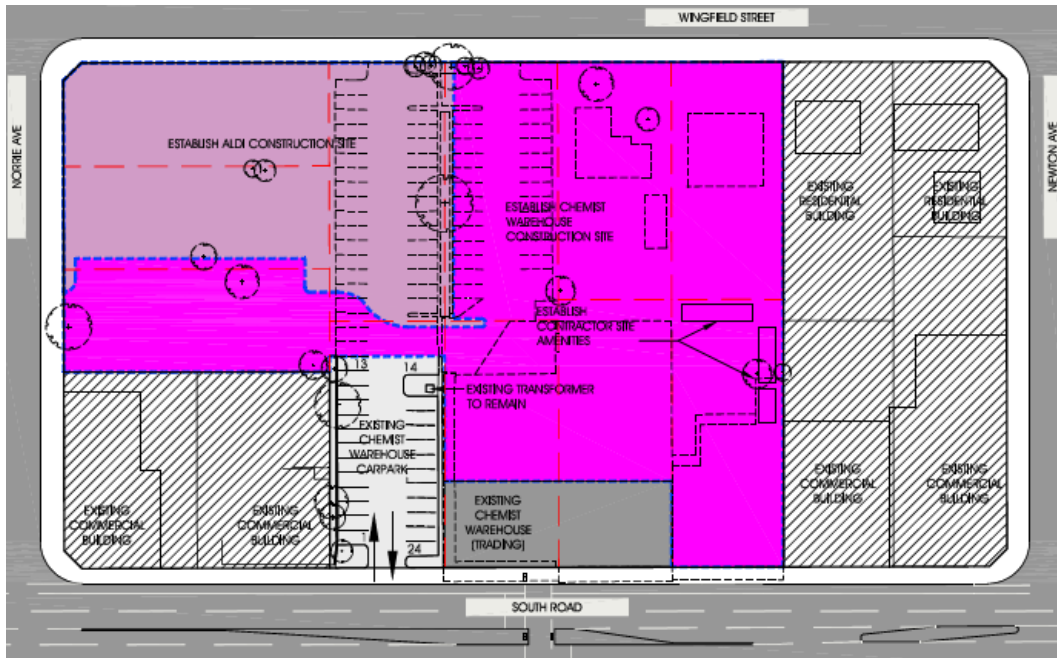 WINGFIELD STREET
NORRIE AVE
NEWTON AVE
ESTABLISH ALDI CONSTRUCTION SITE
ESTABLISH CHEMIST
WAREHOUSE
CONSTRUCTION SITE
EXISTING
RESIDENTIAL
BUILDING
EXISTING
RESIDENTIAL
BUILDING
ESTABLISH
CONTRACTOR SITE
AMENITIES
13
14
EXISTING TRANSFORMER
TO REMAIN
EXISTING
CHEMIST
WAREHOUSE
CARPARK
EXISTING
COMMERCIAL
BUILDING
EXISTING
COMMERCIAL
BUILDING
EXISTING
CHEMIST
WAREHOUSE
(TRADING)
EXISTING
COMMERCIAL
BUILDING
EXISTING
COMMERCIAL
BUILDING
1
24
SOUTH ROAD